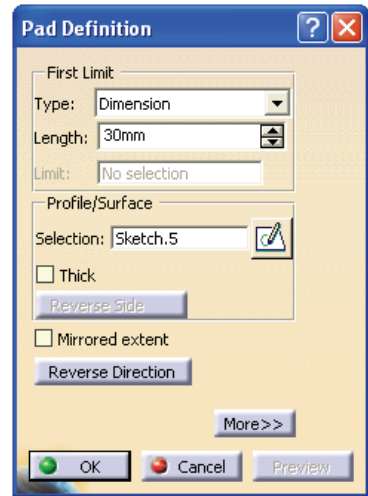 Pad Definition
First Limit
Type: Dimension
Length: 30mm
Limit: No selection
Profile/Surface
Selection: Sketch.5
Thick
Reverse Side
Mirrored extent
Reverse Direction
More>>
OK Cancel Preview